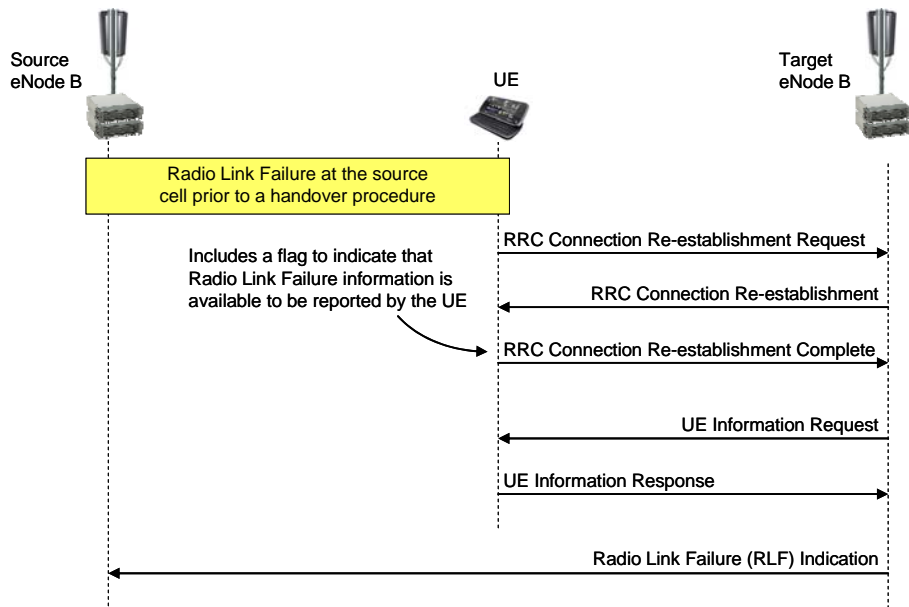 Source
eNode B
UE
Target
eNode B
Radio Link Failure at the source
cell prior to a handover procedure
RRC Connection Re-establishment Request
Includes a flag to indicate that
Radio Link Failure information is
available to be reported by the UE
RRC Connection Re-establishment
RRC Connection Re-establishment Complete
UE Information Request
UE Information Response
Radio Link Failure (RLF) Indication